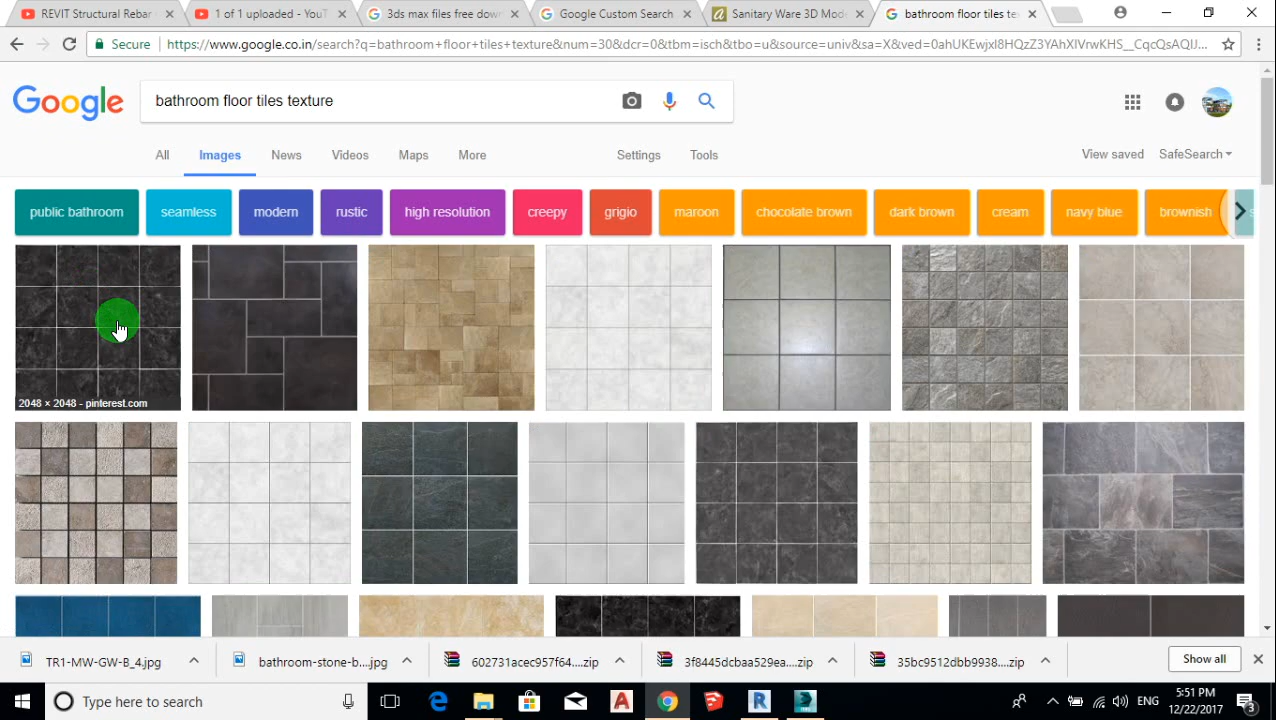 REVIT Structural Rebar
1 of 1 uploaded - YouT
3ds max files free down
Google Custom Search
Sanitary Ware 3D Mod
bathroom floor tiles te
Secure
https://www.google.co.in/search?q=bathroom+floor+tiles+texture&num=30&dcr=0&tbm=isch&tbo=u&source=univ&sa=X&ved=0ahUKEwjxl8HQzZ3YAhXIVrwKHS__CqcQsAQIJ...
Google
bathroom floor tiles texture
All
Images
News
Videos
Maps
More
Settings
Tools
View saved
SafeSearch
public bathroom
seamless
modern
rustic
high resolution
creepy
grigio
maroon
chocolate brown
dark brown
cream
navy blue
brownish
2048 × 2048 - pinterest.com
TR1-MW-GW-B_4.jpg
bathroom-stone-b....jpg
602731acec957f64....zip
3f8445dcbaa529ea....zip
35bc9512dbb9938....zip
Show all
Type here to search
ENG
5:51 PM
12/22/2017
3